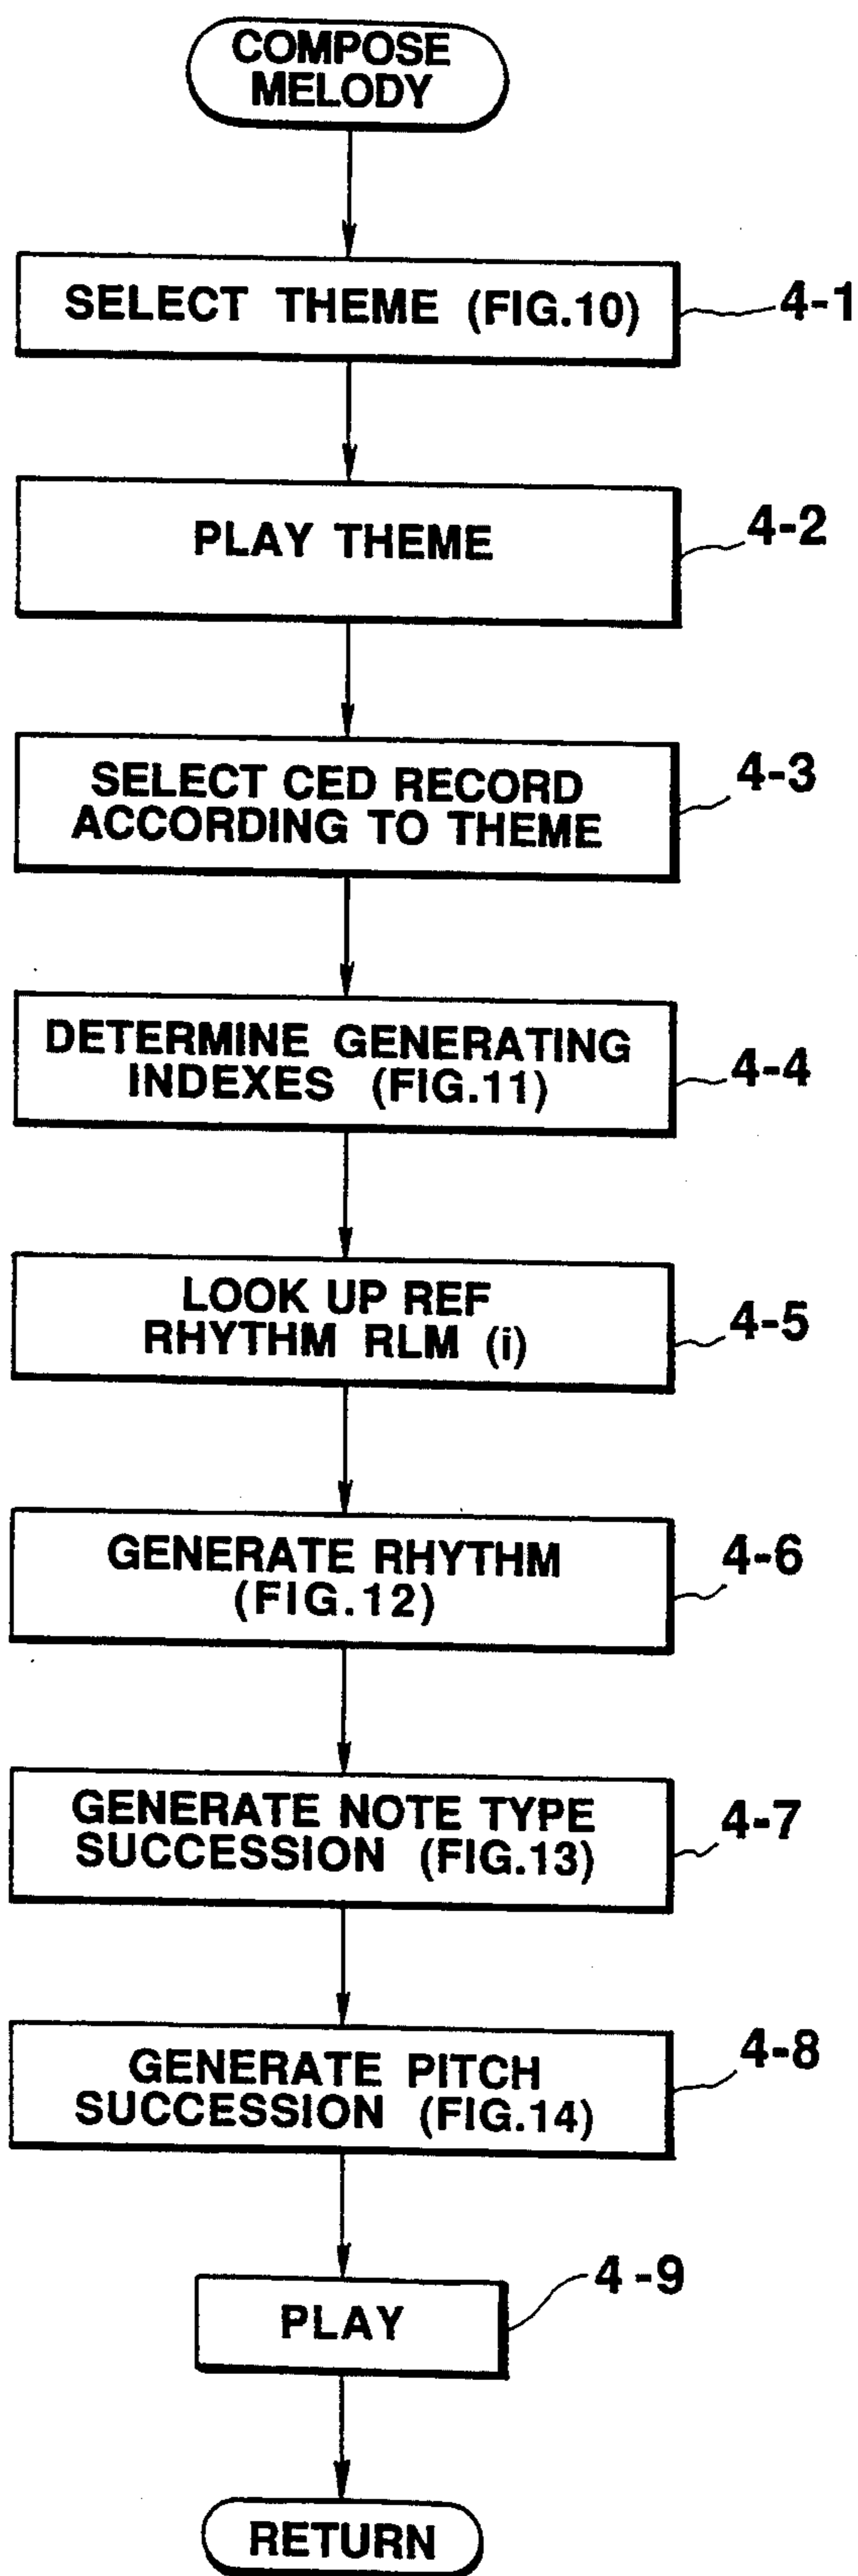 COMPOSE
MELODY
SELECT THEME (FIG.10)
4-1
PLAY THEME
4-2
SELECT CED RECORD
ACCORDING TO THEME
4-3
DETERMINE GENERATING
INDEXES (FIG.11)
4-4
LOOK UP REF
RHYTHM RLM (i)
4-5
GENERATE RHYTHM
(FIG.12)
4-6
GENERATE NOTE TYPE
SUCCESSION (FIG.13)
4-7
GENERATE PITCH
SUCCESSION (FIG.14)
4-8
PLAY
4-9
RETURN